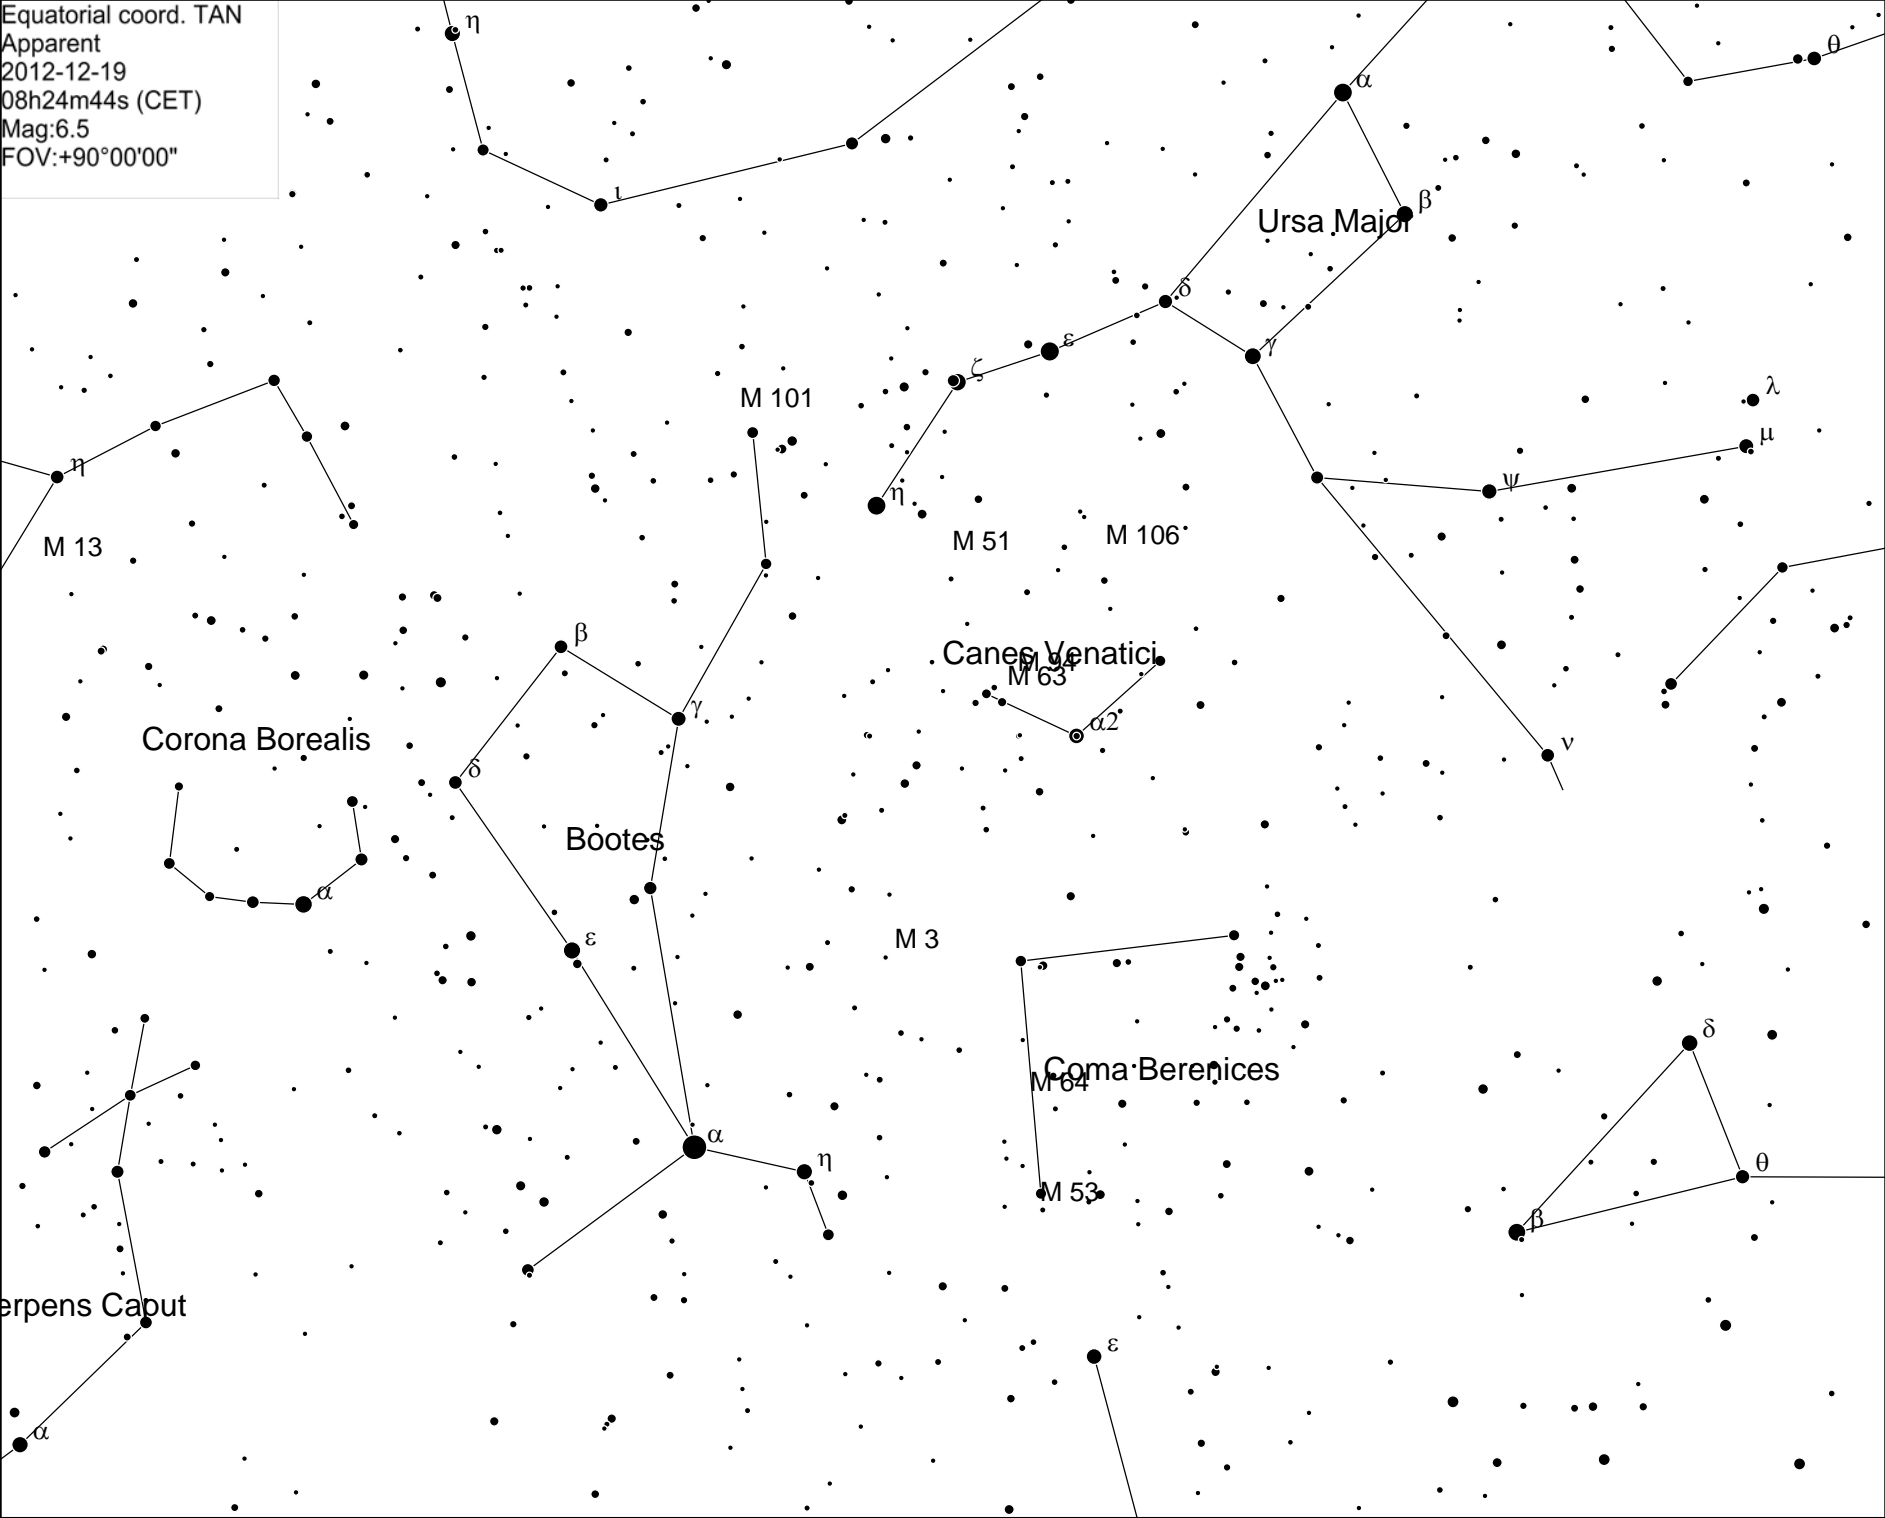 Equatorial coord. TAN
Apparent
2012-12-19
08h24m44s (CET)
Mag:6.5
FOV:+90°00'00"
η
θ
α
ι
β
Ursa Major
δ
ε
γ
ζ
λ
M 101
μ
η
ψ
η
M 51
M 106
M 13
β
Canes Venatici
M 94
M 63
γ
α2
Corona Borealis
ν
δ
Bootes
α
ε
M 3
δ
Coma Berenices
M 64
α
η
θ
M 53
β
erpens Caput
ε
α